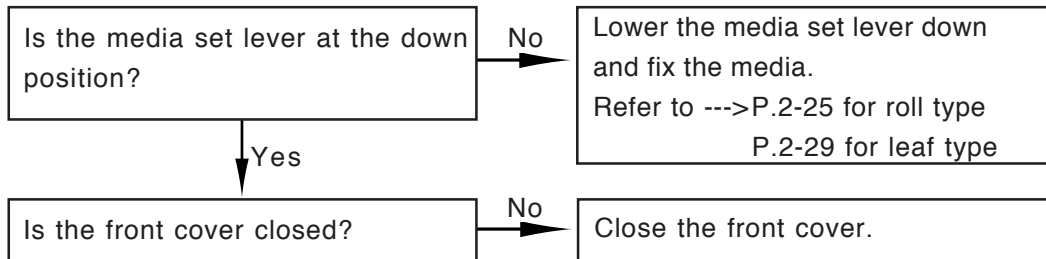 Is the media set lever at the down
position?
No
Lower the media set lever down
and fix the media.
Refer to --->P.2-25 for roll type
P.2-29 for leaf type
Yes
Is the front cover closed?
No
Close the front cover.